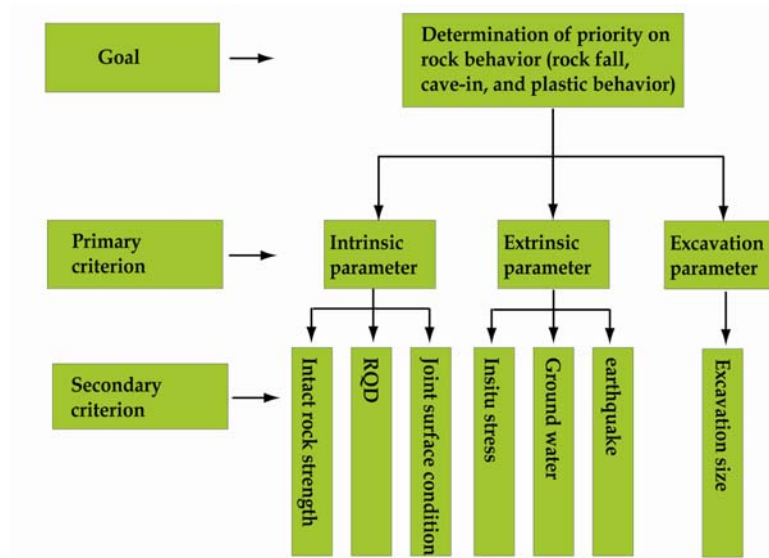 Goal
Determination of priority on
rock behavior (rock fall,
cave-in, and plastic behavior)
Primary
criterion
Intrinsic
parameter
Extrinsic
parameter
Excavation
parameter
Secondary
criterion
Intact rock strength
RQD
Joint surface condition
Insitu stress
Ground water
earthquake
Excavation size